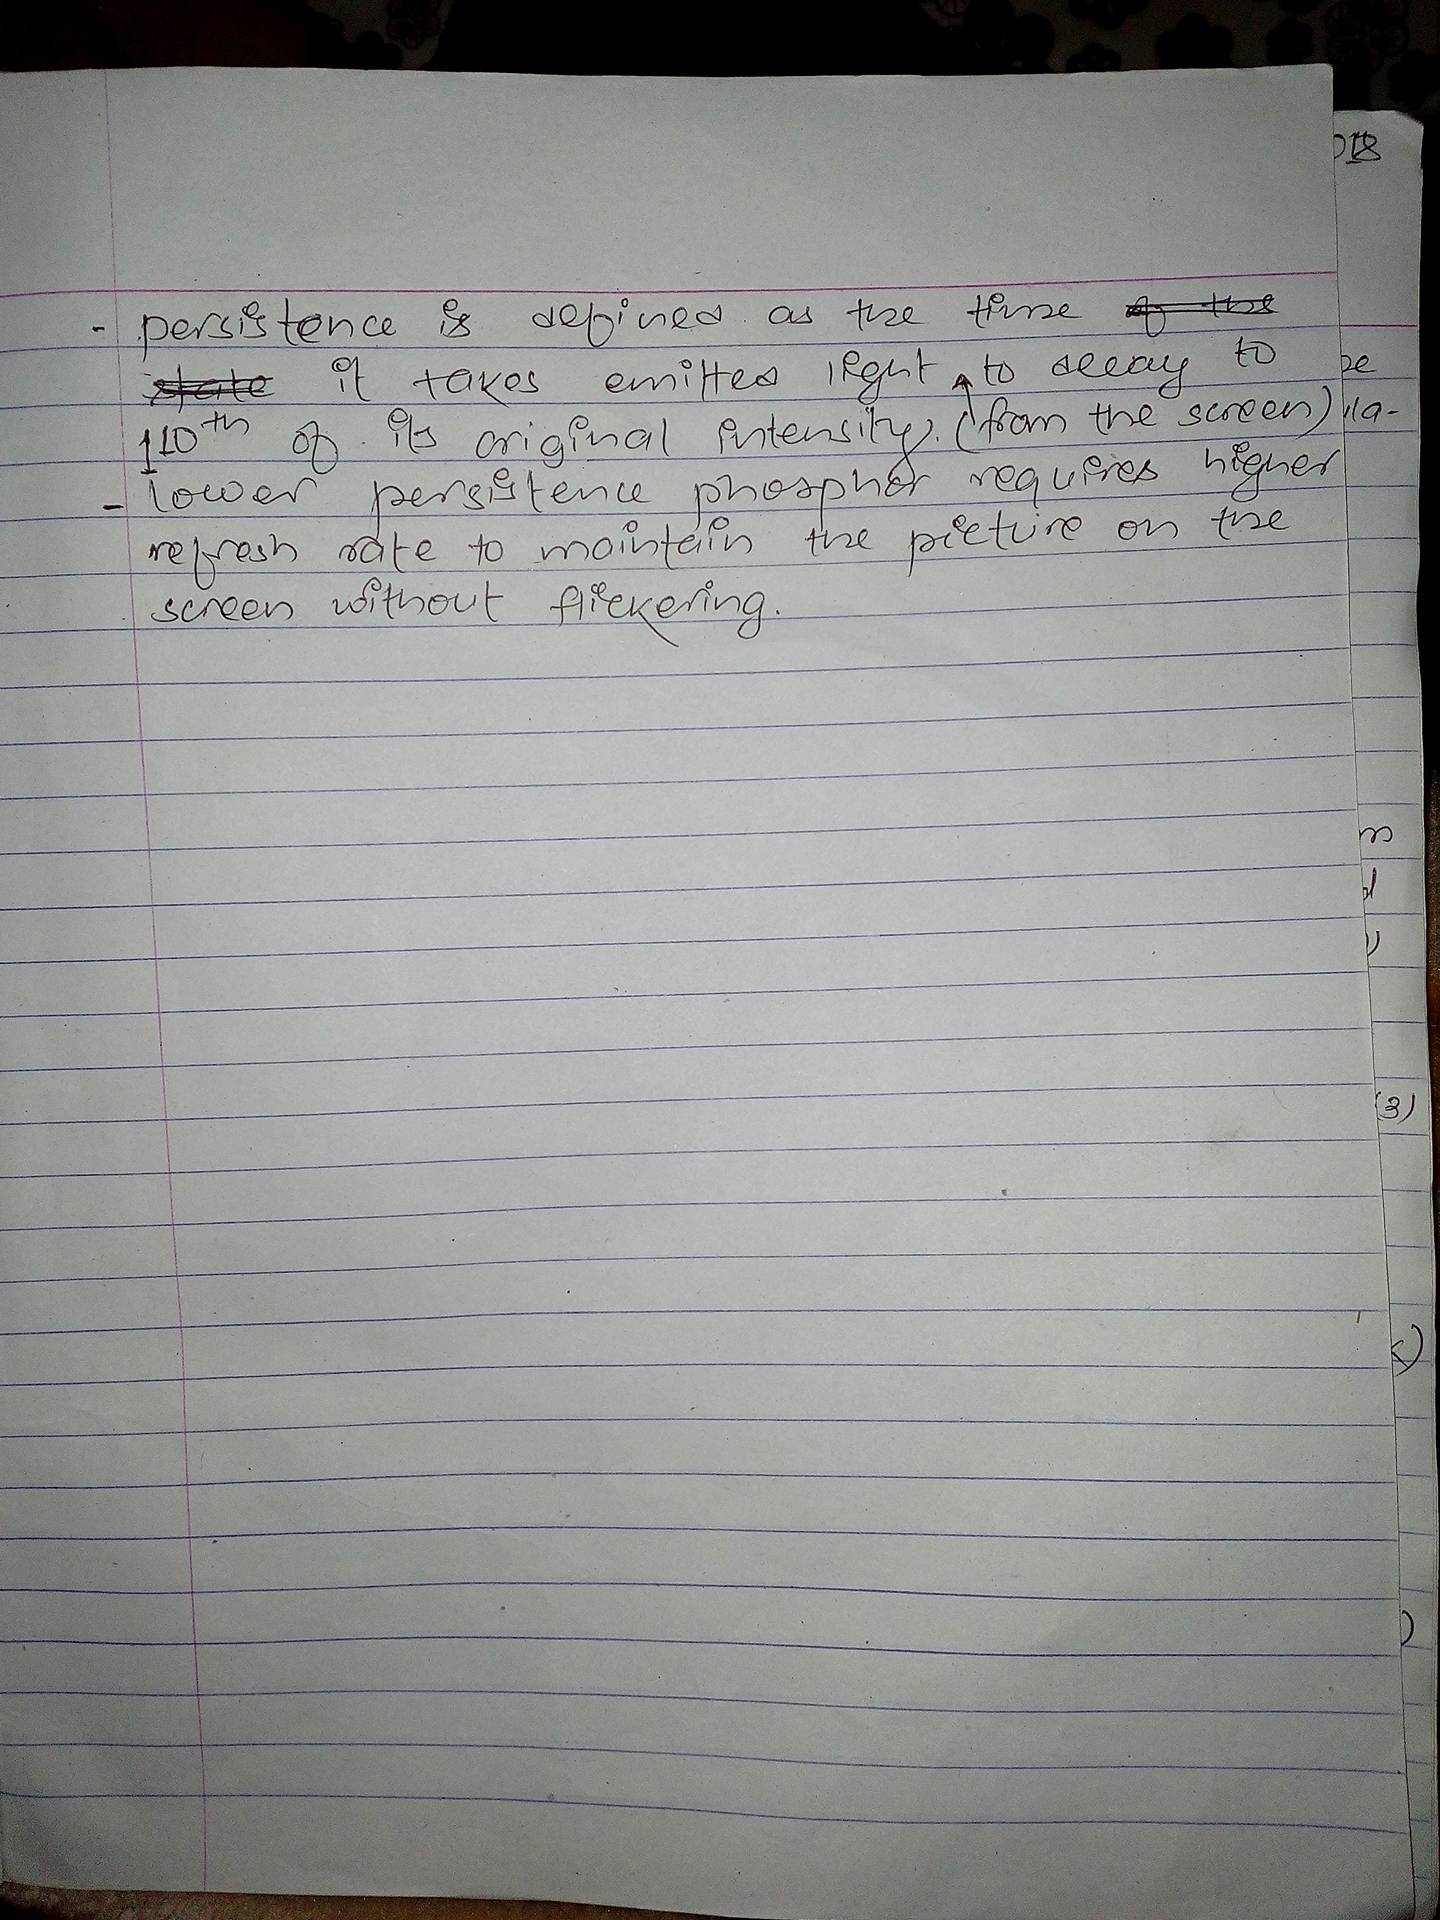 - persistence is defined as the time of the
state it takes emitted light to decay to
110th of its original intensity. (from the screen)
- lower persistence phosphor requires higher
refresh rate to maintain the picture on the
screen without flickering.
(3)